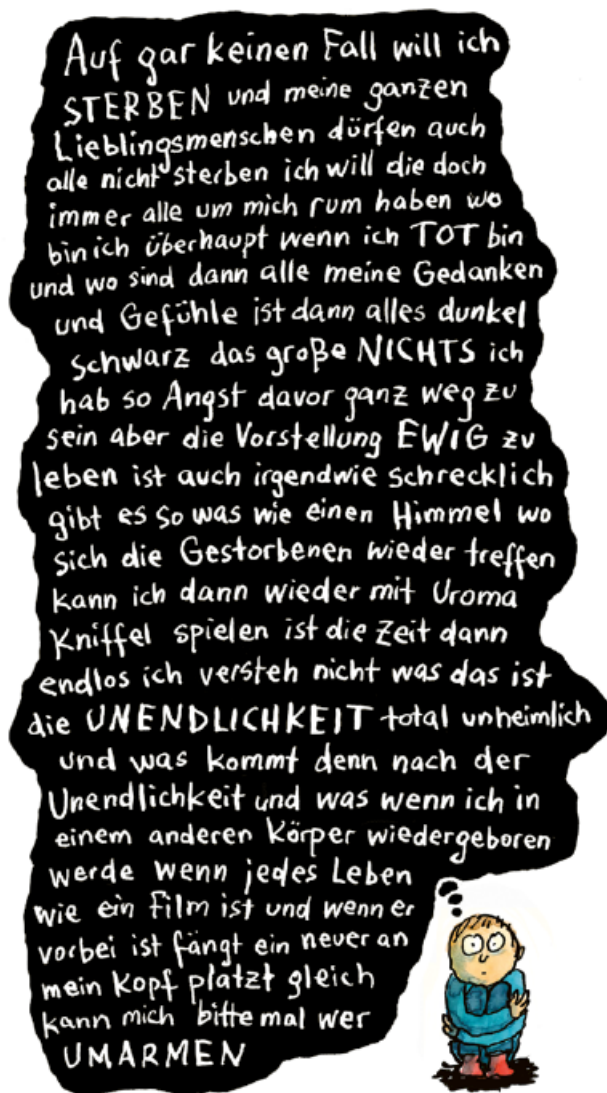 Auf gar keinen Fall will ich
STERBEN und meine ganzen
Lieblingsmenschen dürfen auch
alle nicht sterben ich will die doch
immer alle um mich rum haben wo
bin ich überhaupt wenn ich TOT bin
und wo sind dann alle meine Gedanken
und Gefühle ist dann alles dunkel
schwarz das große NICHTS ich
hab so Angst davor ganz weg zu
sein aber die Vorstellung EWIG zu
leben ist auch irgendwie schrecklich
gibt es so was wie einen Himmel wo
sich die Gestorbenen wieder treffen
kann ich dann wieder mit Uroma
Kniffel spielen ist die Zeit dann
endlos ich versteh nicht was das ist
die UNENDLICHKEIT total unheimlich
und was kommt denn nach der
Unendlichkeit und was wenn ich in
einem anderen Körper wiedergeboren
werde wenn jedes Leben
wie ein Film ist und wenn er
vorbei ist fängt ein neuer an
mein Kopf platzt gleich
kann mich bitte mal wer
UMARMEN